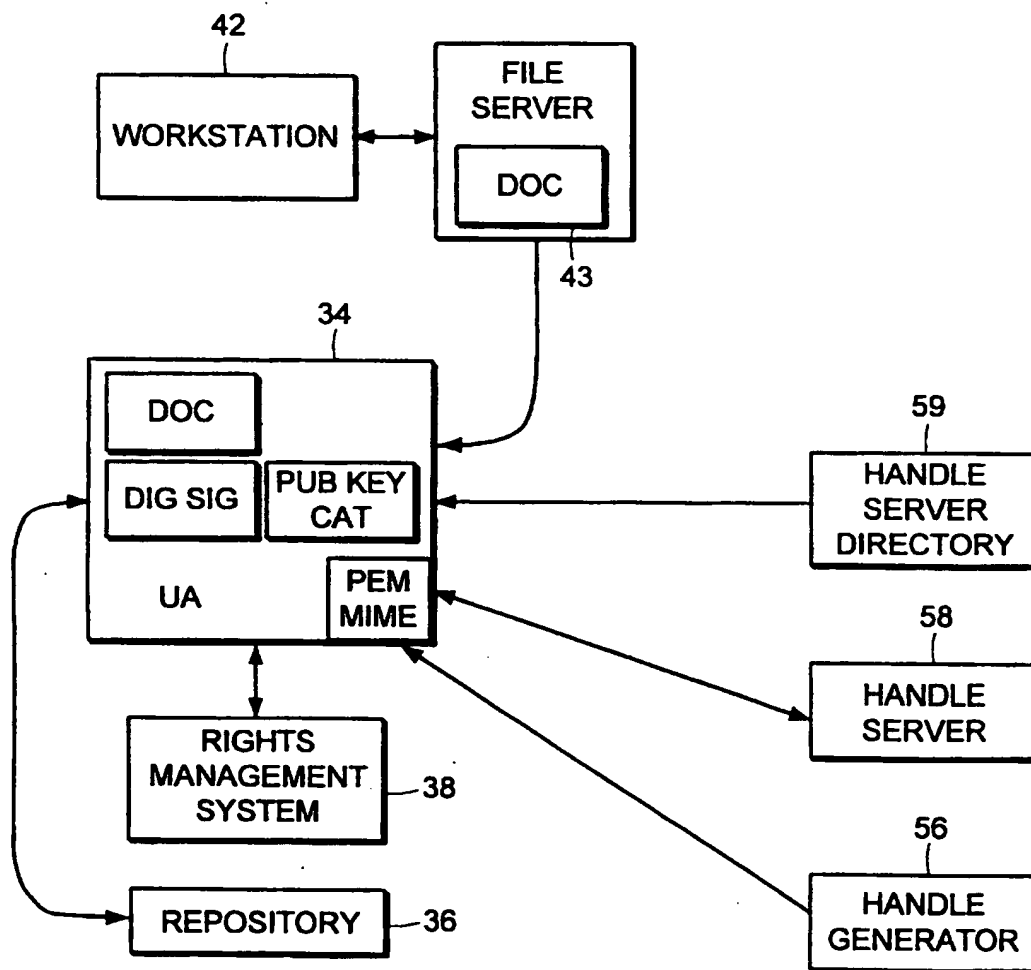 42
WORKSTATION
FILE
SERVER
DOC
43
34
DOC
DIG SIG
PUB KEY
CAT
UA
PEM
MIME
59
HANDLE
SERVER
DIRECTORY
58
HANDLE
SERVER
RIGHTS
MANAGEMENT
SYSTEM
38
56
HANDLE
GENERATOR
REPOSITORY
36